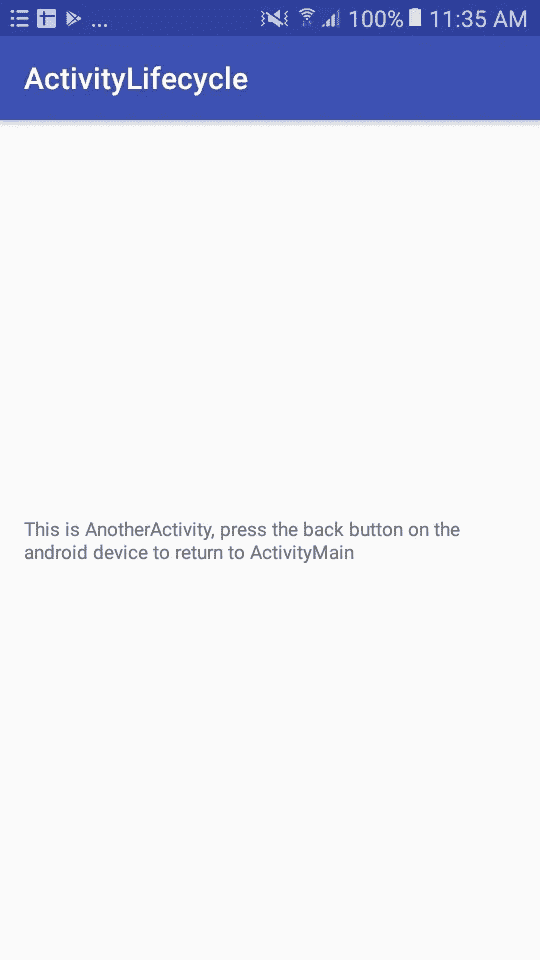 ... 100% 11:35 AM
ActivityLifecycle
This is AnotherActivity, press the back button on the
android device to return to ActivityMain